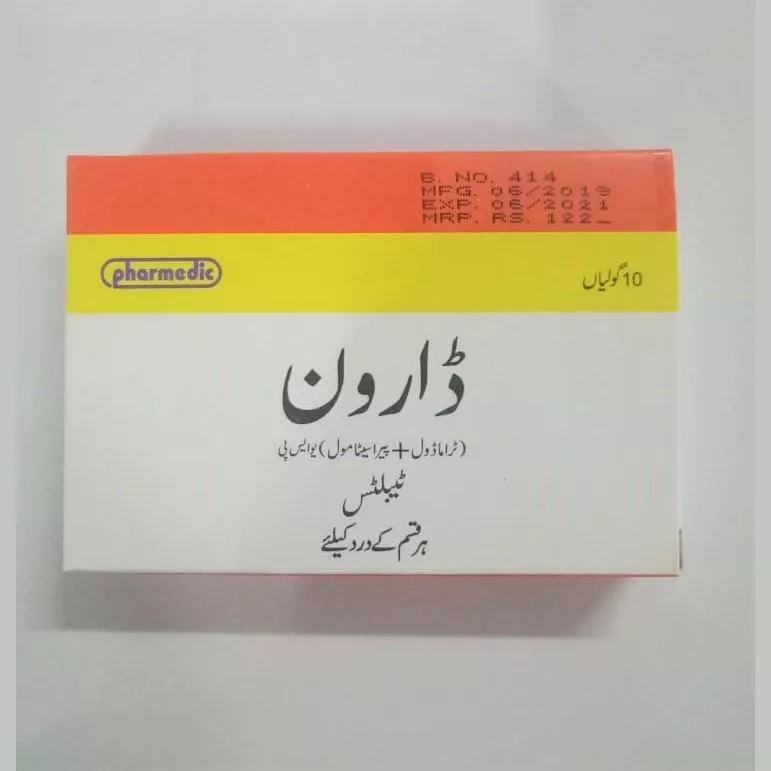 B. NO. 414
MFG. 06/2019
EXP. 06/2021
MRP. RS. 122_
pharmedic
10 گولیاں
ڈارون
(ٹراماڈول + پیراسیٹامول) یو ایس پی
ٹیبلٹس
ہر قسم کے درد کیلئے